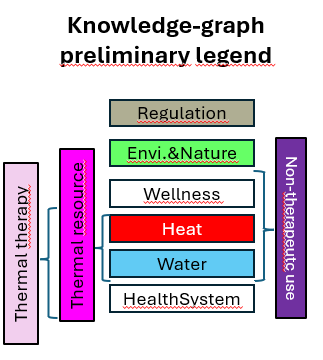 Knowledge-graph
preliminary legend
Regulation
Envi.&Nature
Wellness
Heat
Water
HealthSystem
Thermal therapy
Thermal resource
Non-therapeutc use